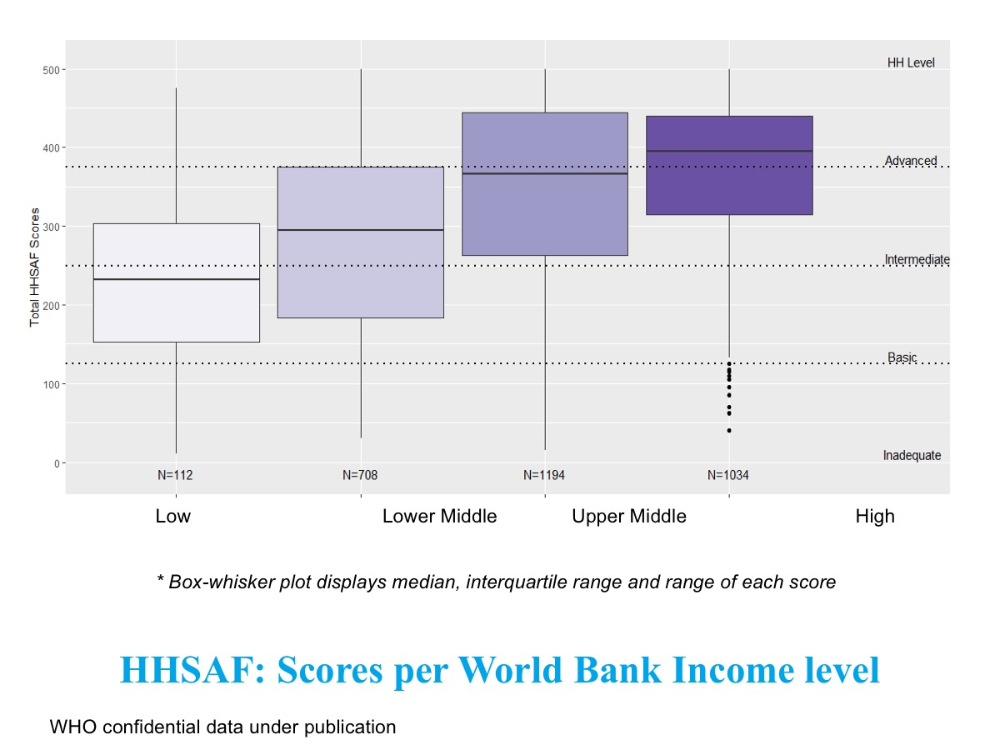 HH Level
500
400
Advanced
300
Intermediate
200
Basic
100
Inadequate
0
Total HHSAF Scores
N=112 N=708 N=1194 N=1034
Low Lower Middle Upper Middle High
* Box-whisker plot displays median, interquartile range and range of each score
HHSAF: Scores per World Bank Income level
WHO confidential data under publication